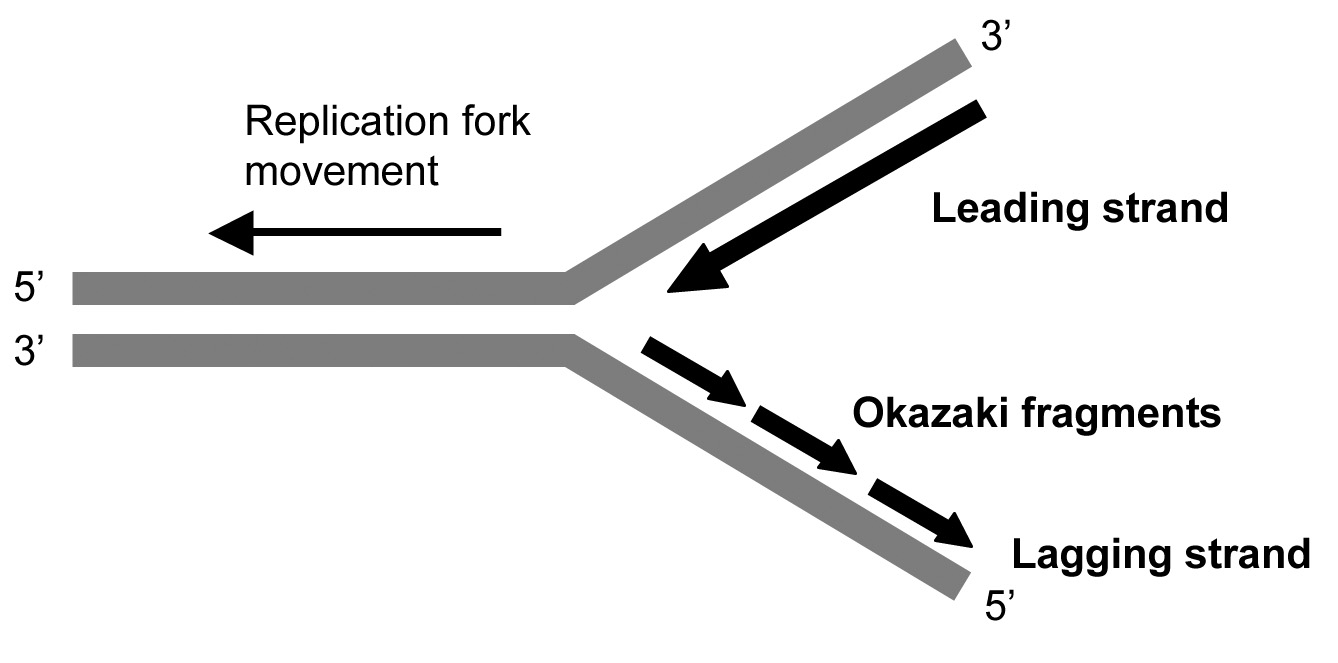 3’
Replication fork
movement
Leading strand
5’
3’
Okazaki fragments
Lagging strand
5’